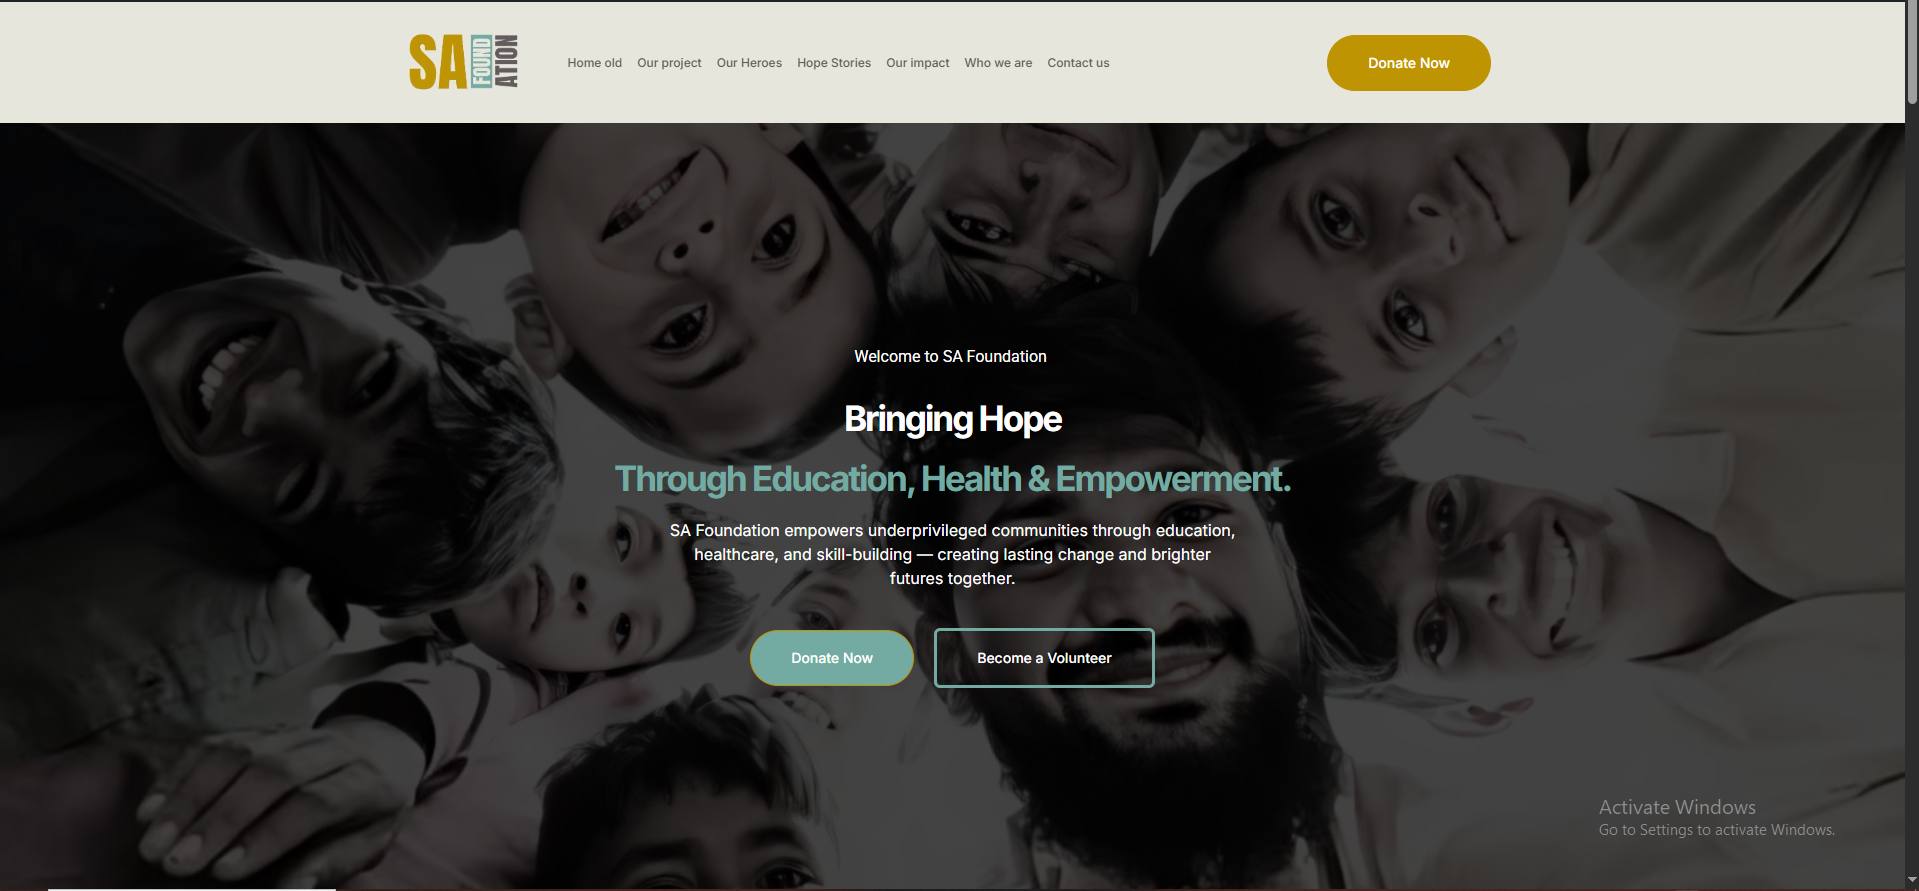 SA FOUND ATION
Home old
Our project
Our Heroes
Hope Stories
Our impact
Who we are
Contact us
Donate Now
Welcome to SA Foundation
Bringing Hope
Through Education, Health & Empowerment.
SA Foundation empowers underprivileged communities through education,
healthcare, and skill-building — creating lasting change and brighter
futures together.
Donate Now
Become a Volunteer
Activate Windows
Go to Settings to activate Windows.